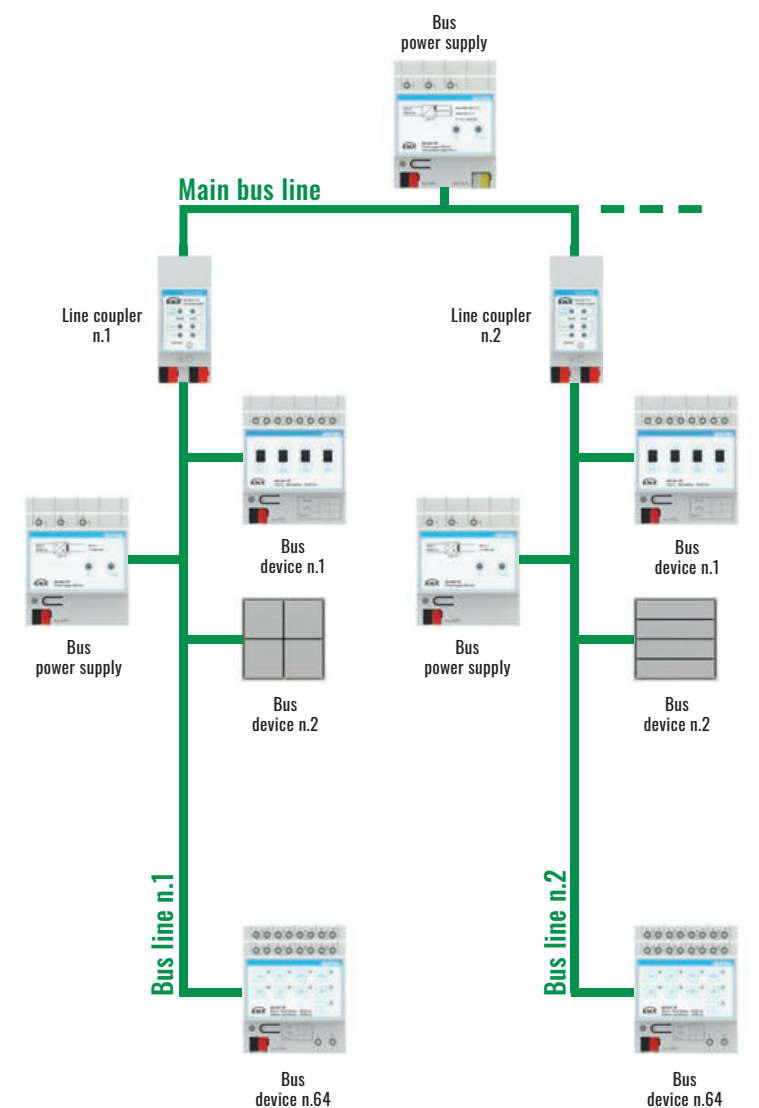 Bus
power supply
Main bus line
Line coupler
n.1
Line coupler
n.2
Bus
device n.1
Bus
device n.1
Bus
power supply
Bus
power supply
Bus
device n.2
Bus
device n.2
Bus line n.1
Bus line n.2
Bus
device n.64
Bus
device n.64